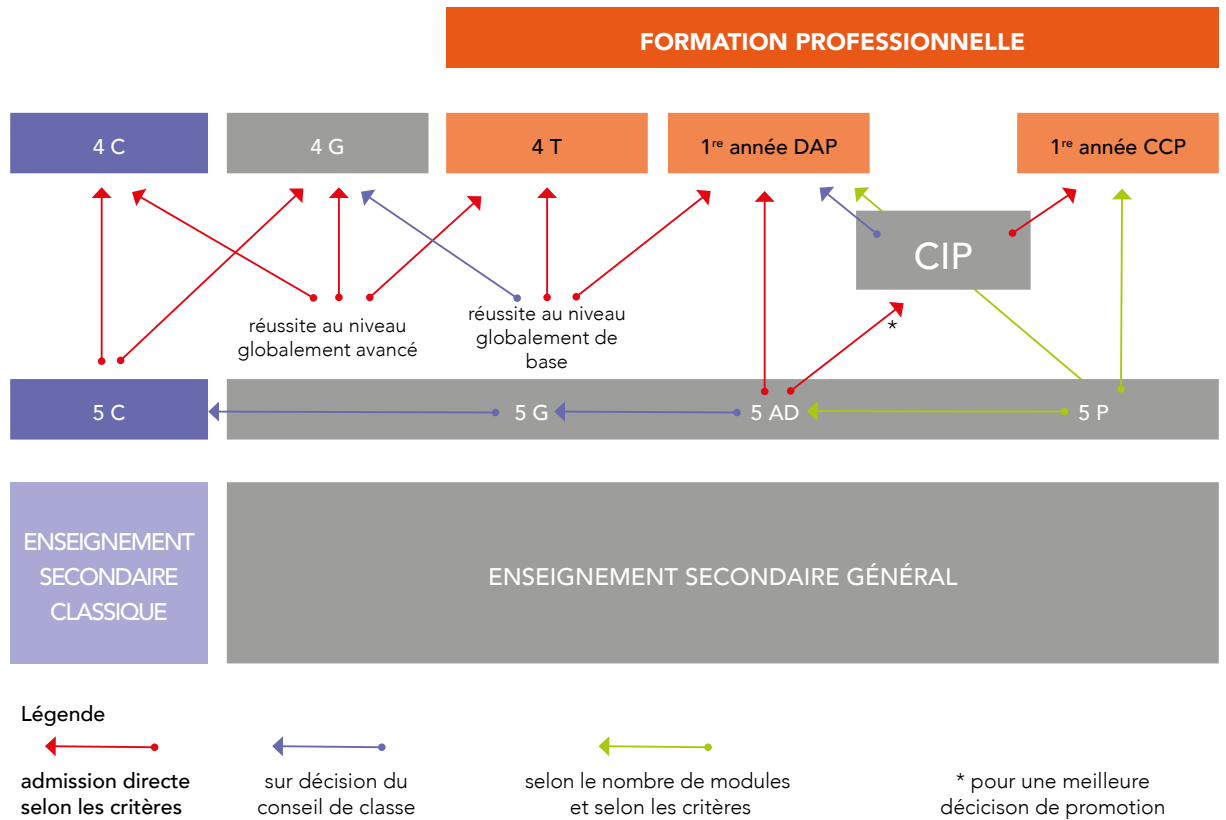 FORMATION PROFESSIONNELLE
4 C
4 G
4 T
1re année DAP
1re année CCP
CIP
réussite au niveau
globalement avancé
réussite au niveau
globalement de
base
*
5 C
5 G
5 AD
5 P
ENSEIGNEMENT
SECONDAIRE
CLASSIQUE
ENSEIGNEMENT SECONDAIRE GÉNÉRAL
Légende
admission directe
selon les critères
sur décision du
conseil de classe
selon le nombre de modules
et selon les critères
* pour une meilleure
décicison de promotion